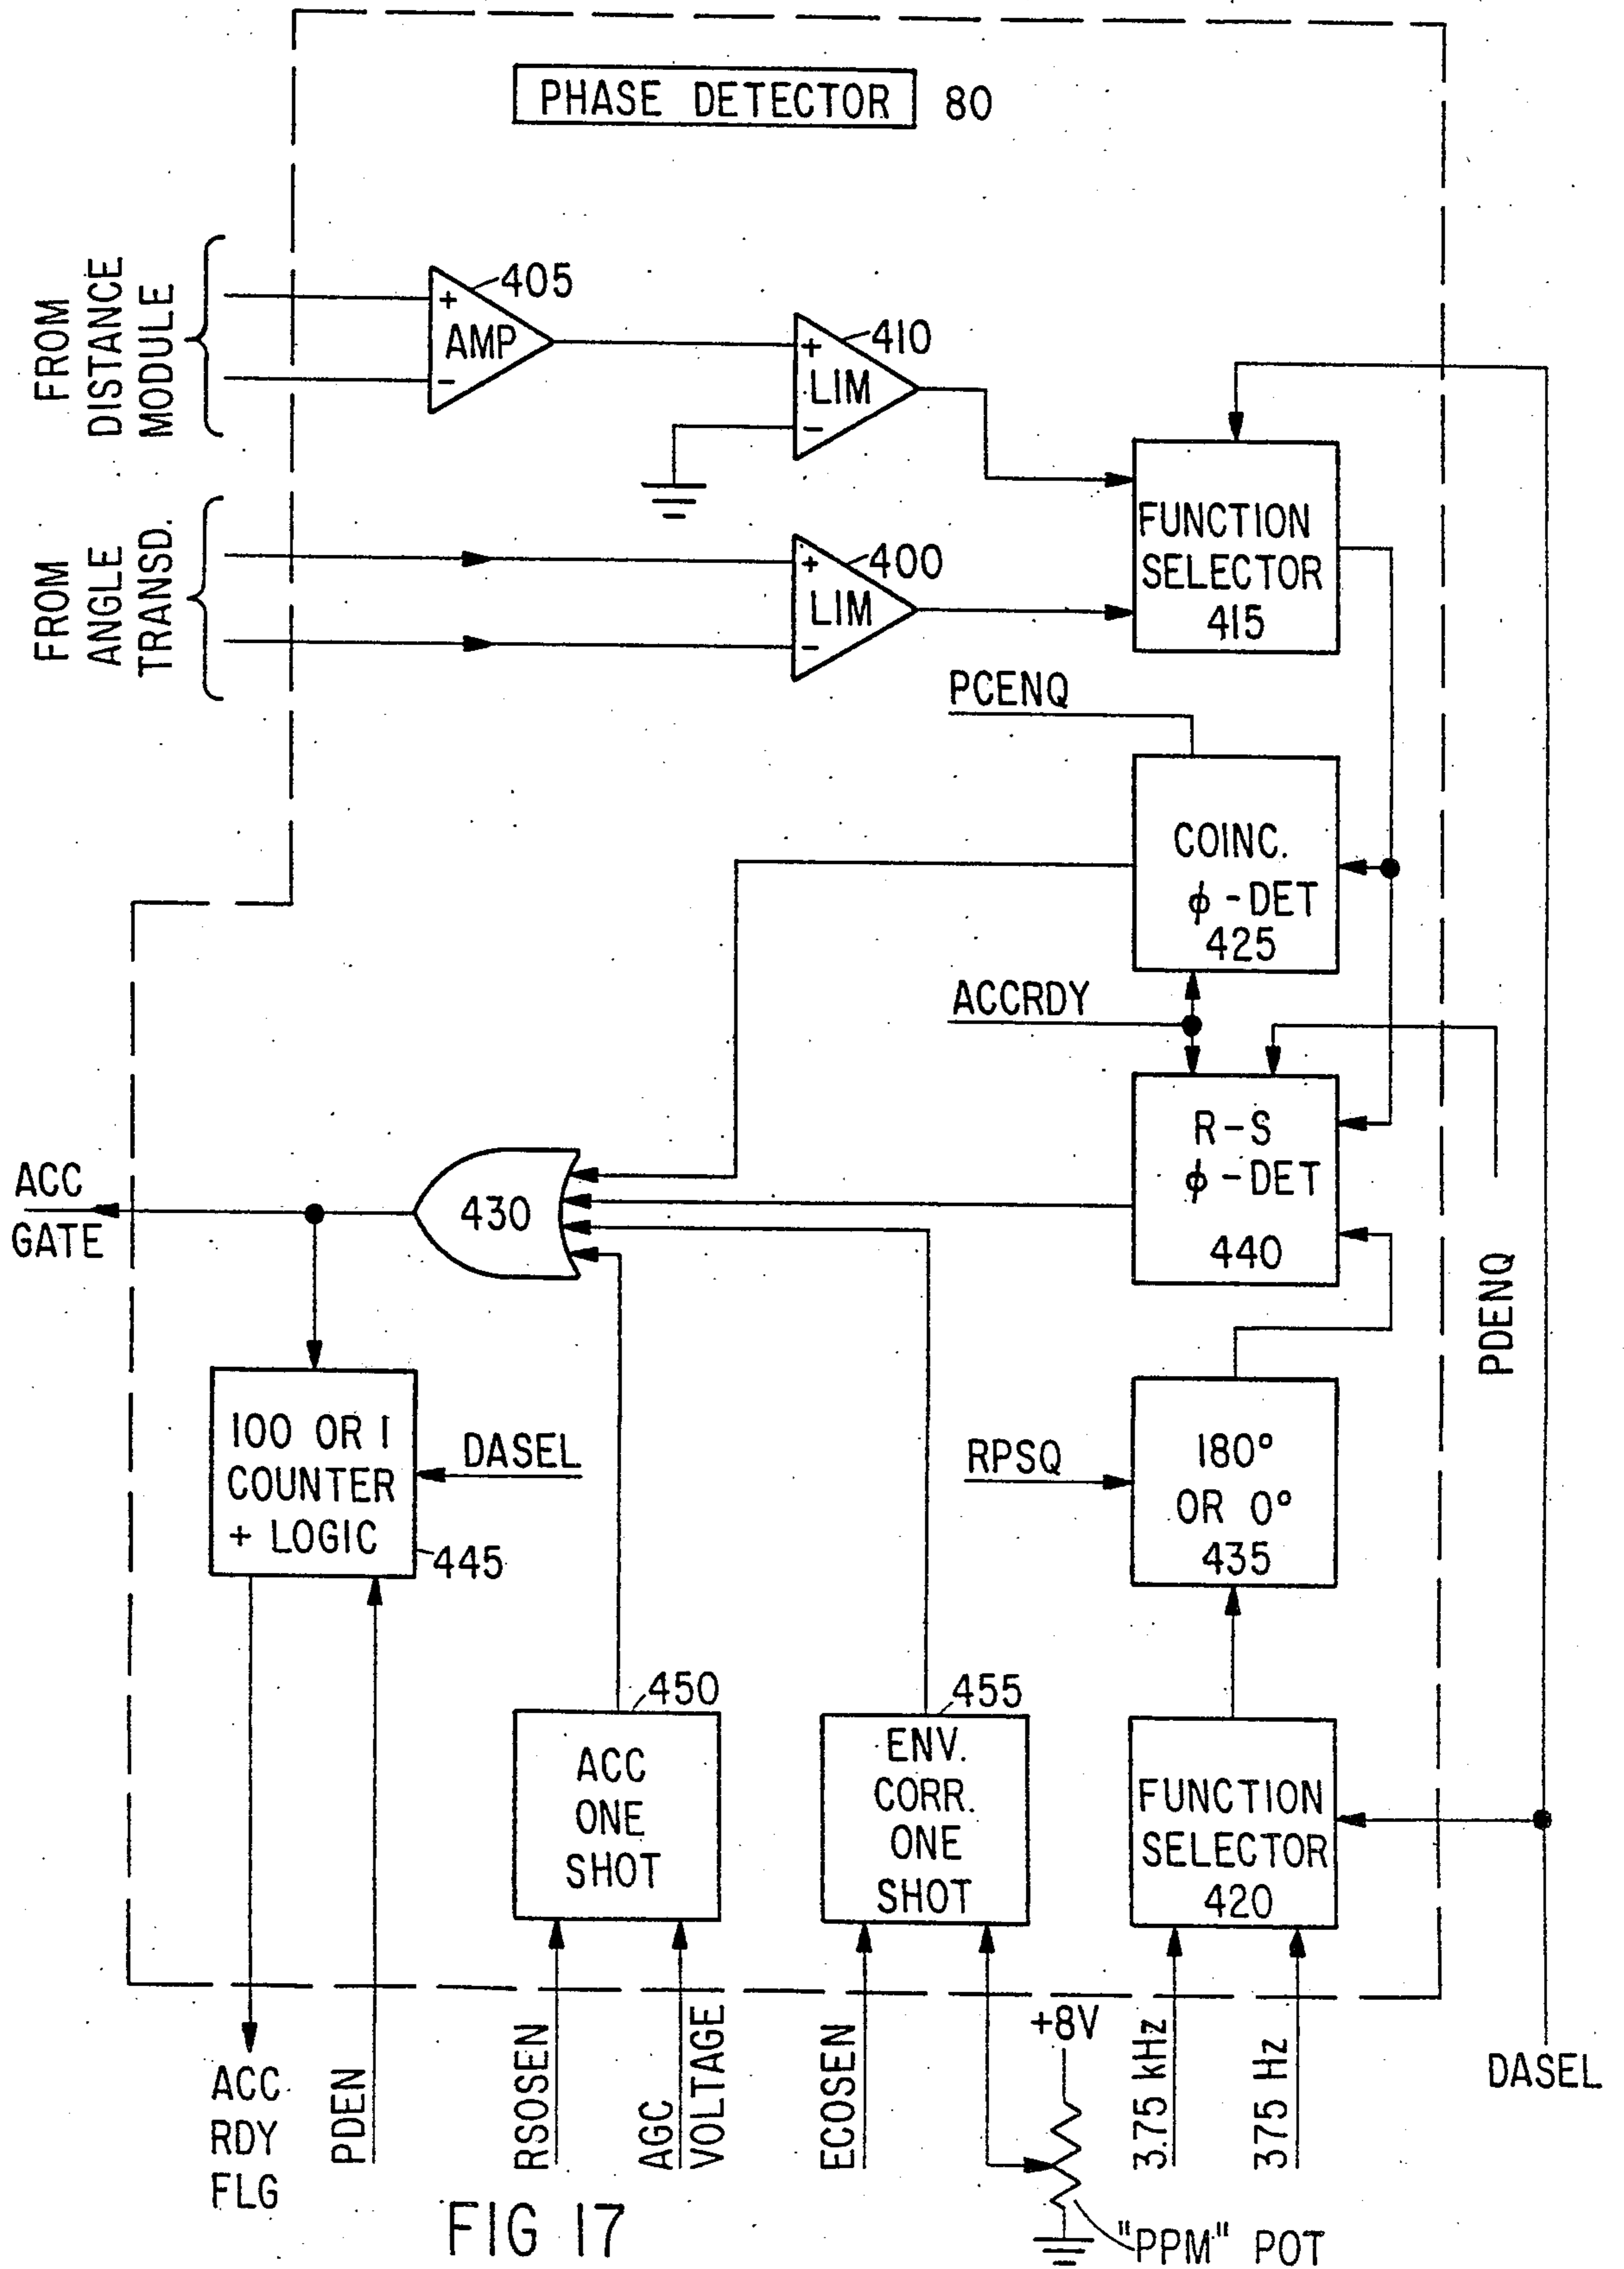 PHASE DETECTOR 80
FROM
DISTANCE
MODULE
+
AMP
-
405
+
LIM
-
410
FROM
ANGLE
TRANSD.
+
LIM
-
400
FUNCTION
SELECTOR
415
PCENQ
COINC.
ϕ-DET
425
ACCRDY
R-S
ϕ-DET
440
PDENQ
ACC
GATE
430
100 OR 1
COUNTER
+ LOGIC
445
DASEL
RPSQ
180°
OR 0°
435
450
ACC
ONE
SHOT
455
ENV.
CORR.
ONE
SHOT
FUNCTION
SELECTOR
420
ACC
RDY
FLG
PDEN
RSOSEN
AGC
VOLTAGE
ECOSEN
+8V
3.75 kHz
375 Hz
DASEL
"PPM" POT
FIG 17